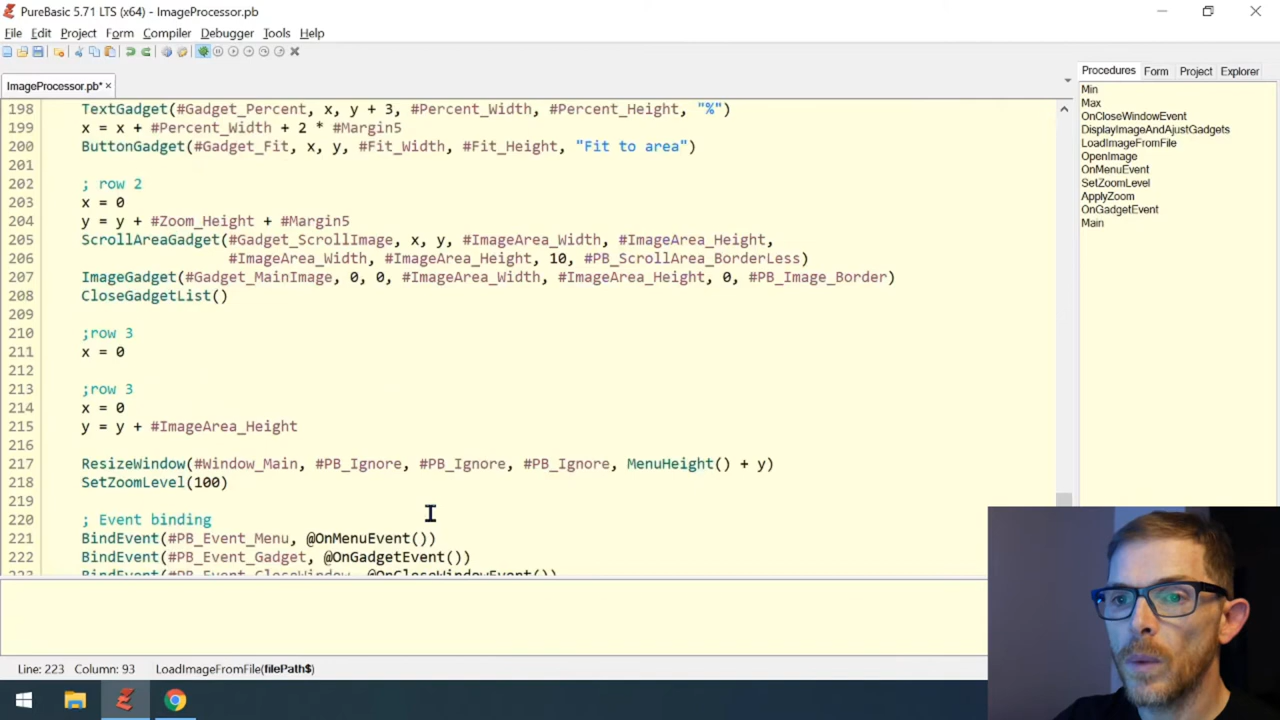 PureBasic 5.71 LTS (x64) - ImageProcessor.pb
File Edit Project Form Compiler Debugger Tools Help
ImageProcessor.pb*
Procedures Form Project Explorer
198 TextGadget(#Gadget_Percent, x, y + 3, #Percent_Width, #Percent_Height, "%")
199 x = x + #Percent_Width + 2 * #Margin5
200 ButtonGadget(#Gadget_Fit, x, y, #Fit_Width, #Fit_Height, "Fit to area")
201
202 ; row 2
203 x = 0
204 y = y + #Zoom_Height + #Margin5
205 ScrollAreaGadget(#Gadget_ScrollImage, x, y, #ImageArea_Width, #ImageArea_Height,
206 #ImageArea_Width, #ImageArea_Height, 10, #PB_ScrollArea_BorderLess)
207 ImageGadget(#Gadget_MainImage, 0, 0, #ImageArea_Width, #ImageArea_Height, 0, #PB_Image_Border)
208 CloseGadgetList()
209
210 ;row 3
211 x = 0
212
213 ;row 3
214 x = 0
215 y = y + #ImageArea_Height
216
217 ResizeWindow(#Window_Main, #PB_Ignore, #PB_Ignore, #PB_Ignore, MenuHeight() + y)
218 SetZoomLevel(100)
219
220 ; Event binding
221 BindEvent(#PB_Event_Menu, @OnMenuEvent())
222 BindEvent(#PB_Event_Gadget, @OnGadgetEvent())
223 BindEvent(#PB_Event_CloseWindow, @OnCloseWindowEvent())
Min
Max
OnCloseWindowEvent
DisplayImageAndAjustGadgets
LoadImageFromFile
OpenImage
OnMenuEvent
SetZoomLevel
ApplyZoom
OnGadgetEvent
Main
Line: 223 Column: 93 LoadImageFromFile(filePath$)